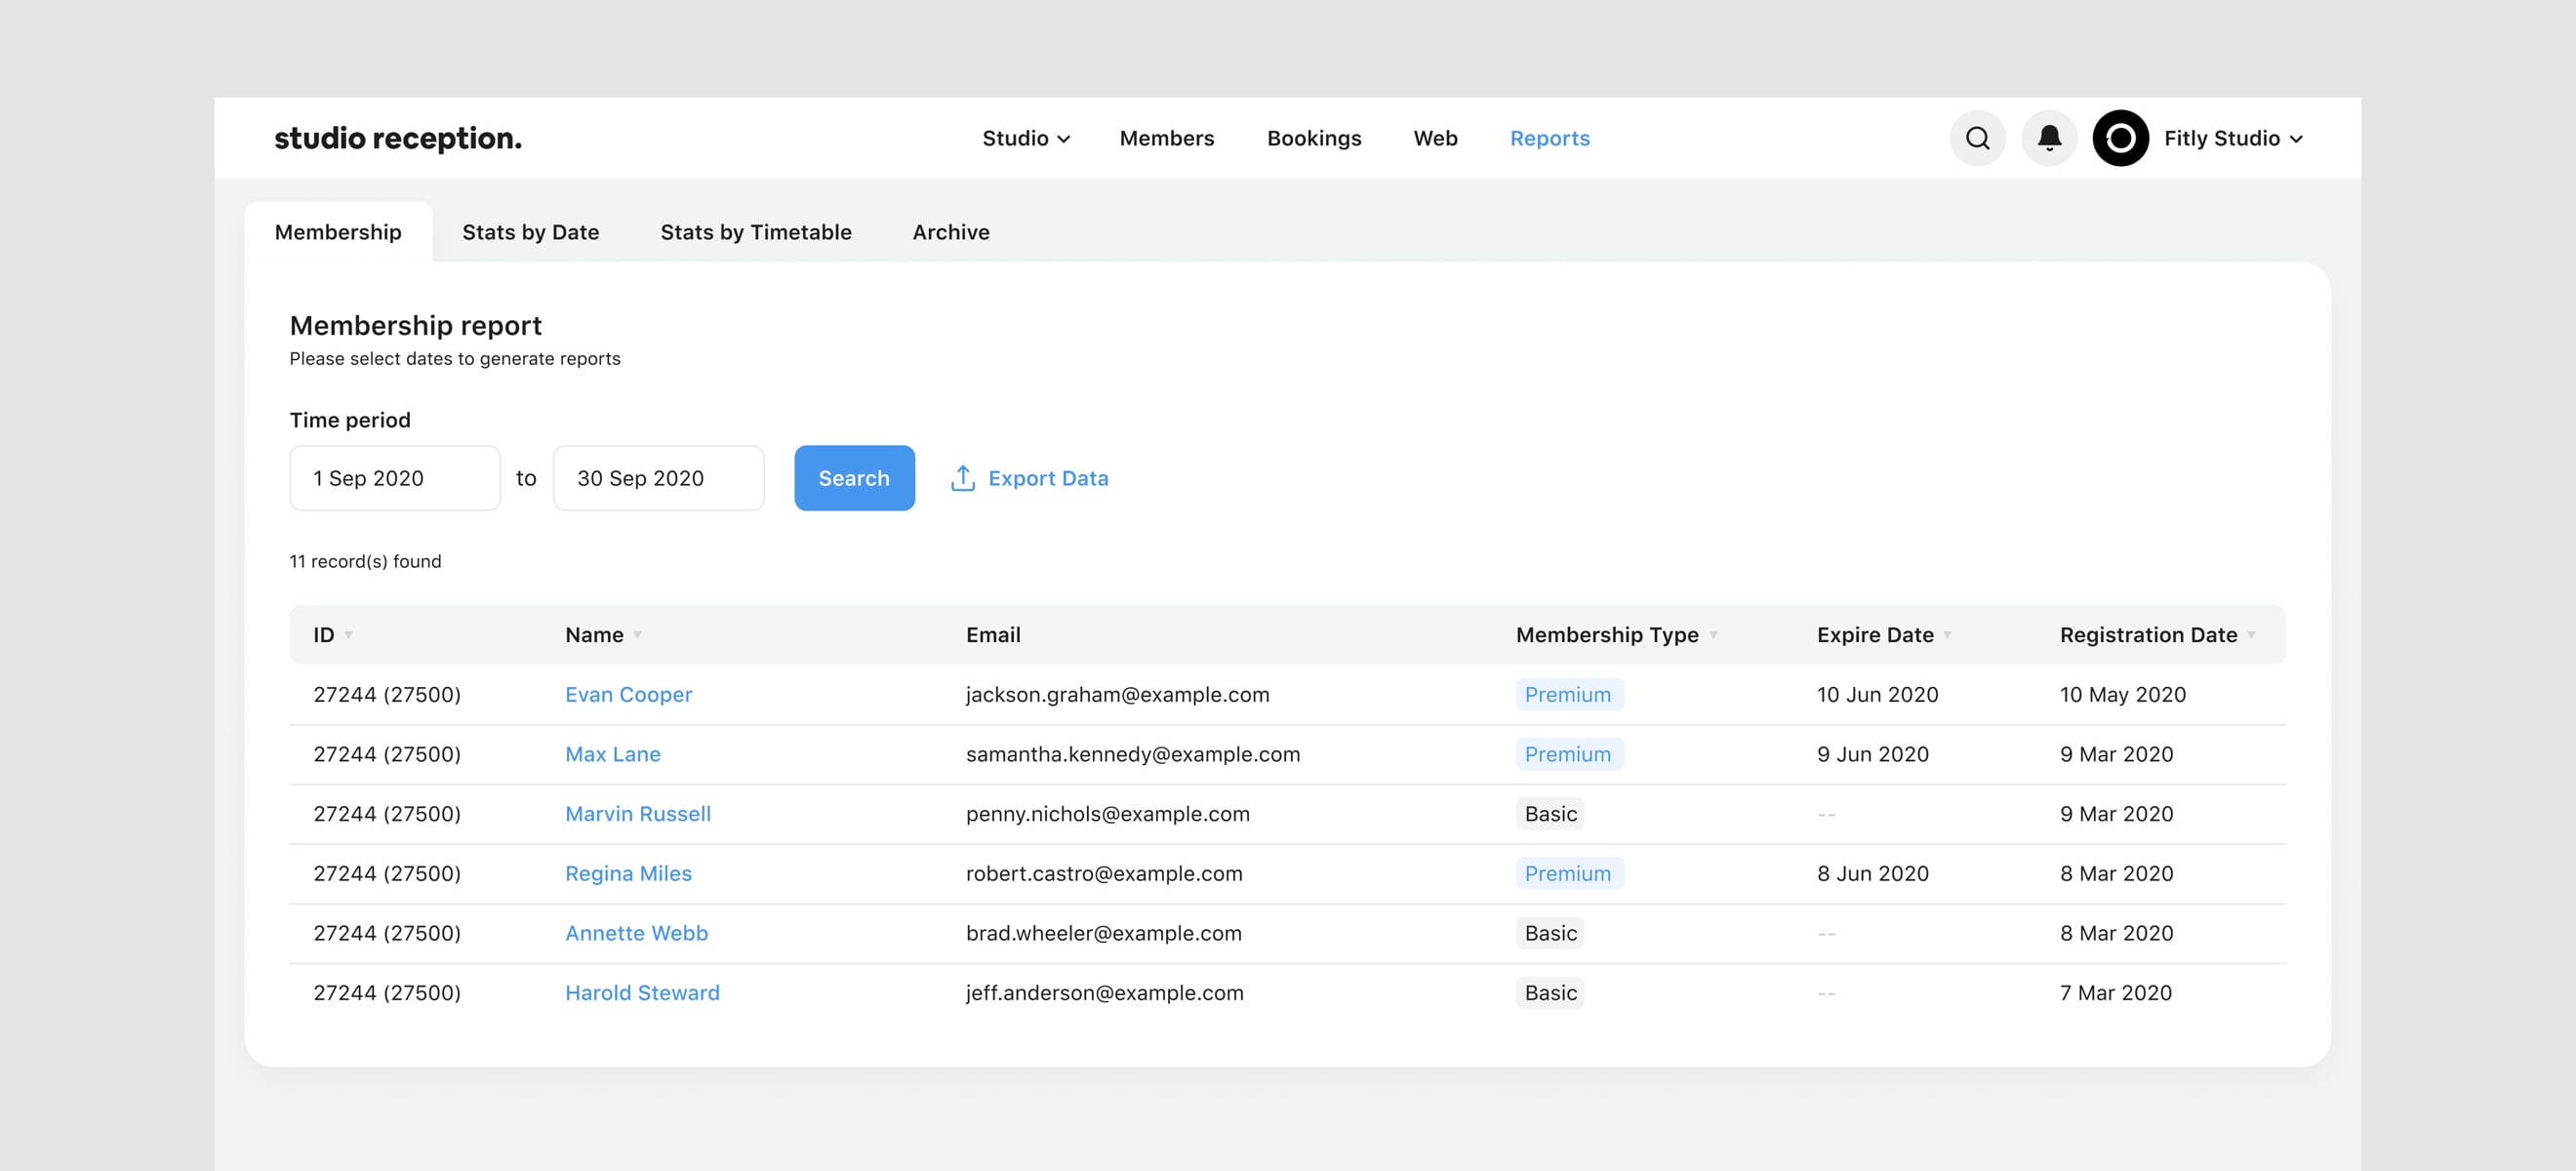 studio reception. Studio Members Bookings Web Reports Fitly Studio
Membership Stats by Date Stats by Timetable Archive
Membership report
Please select dates to generate reports
Time period
1 Sep 2020 to 30 Sep 2020 Search Export Data
11 record(s) found
ID Name Email Membership Type Expire Date Registration Date
27244 (27500) Evan Cooper jackson.graham@example.com Premium 10 Jun 2020 10 May 2020
27244 (27500) Max Lane samantha.kennedy@example.com Premium 9 Jun 2020 9 Mar 2020
27244 (27500) Marvin Russell penny.nichols@example.com Basic -- 9 Mar 2020
27244 (27500) Regina Miles robert.castro@example.com Premium 8 Jun 2020 8 Mar 2020
27244 (27500) Annette Webb brad.wheeler@example.com Basic -- 8 Mar 2020
27244 (27500) Harold Steward jeff.anderson@example.com Basic -- 7 Mar 2020